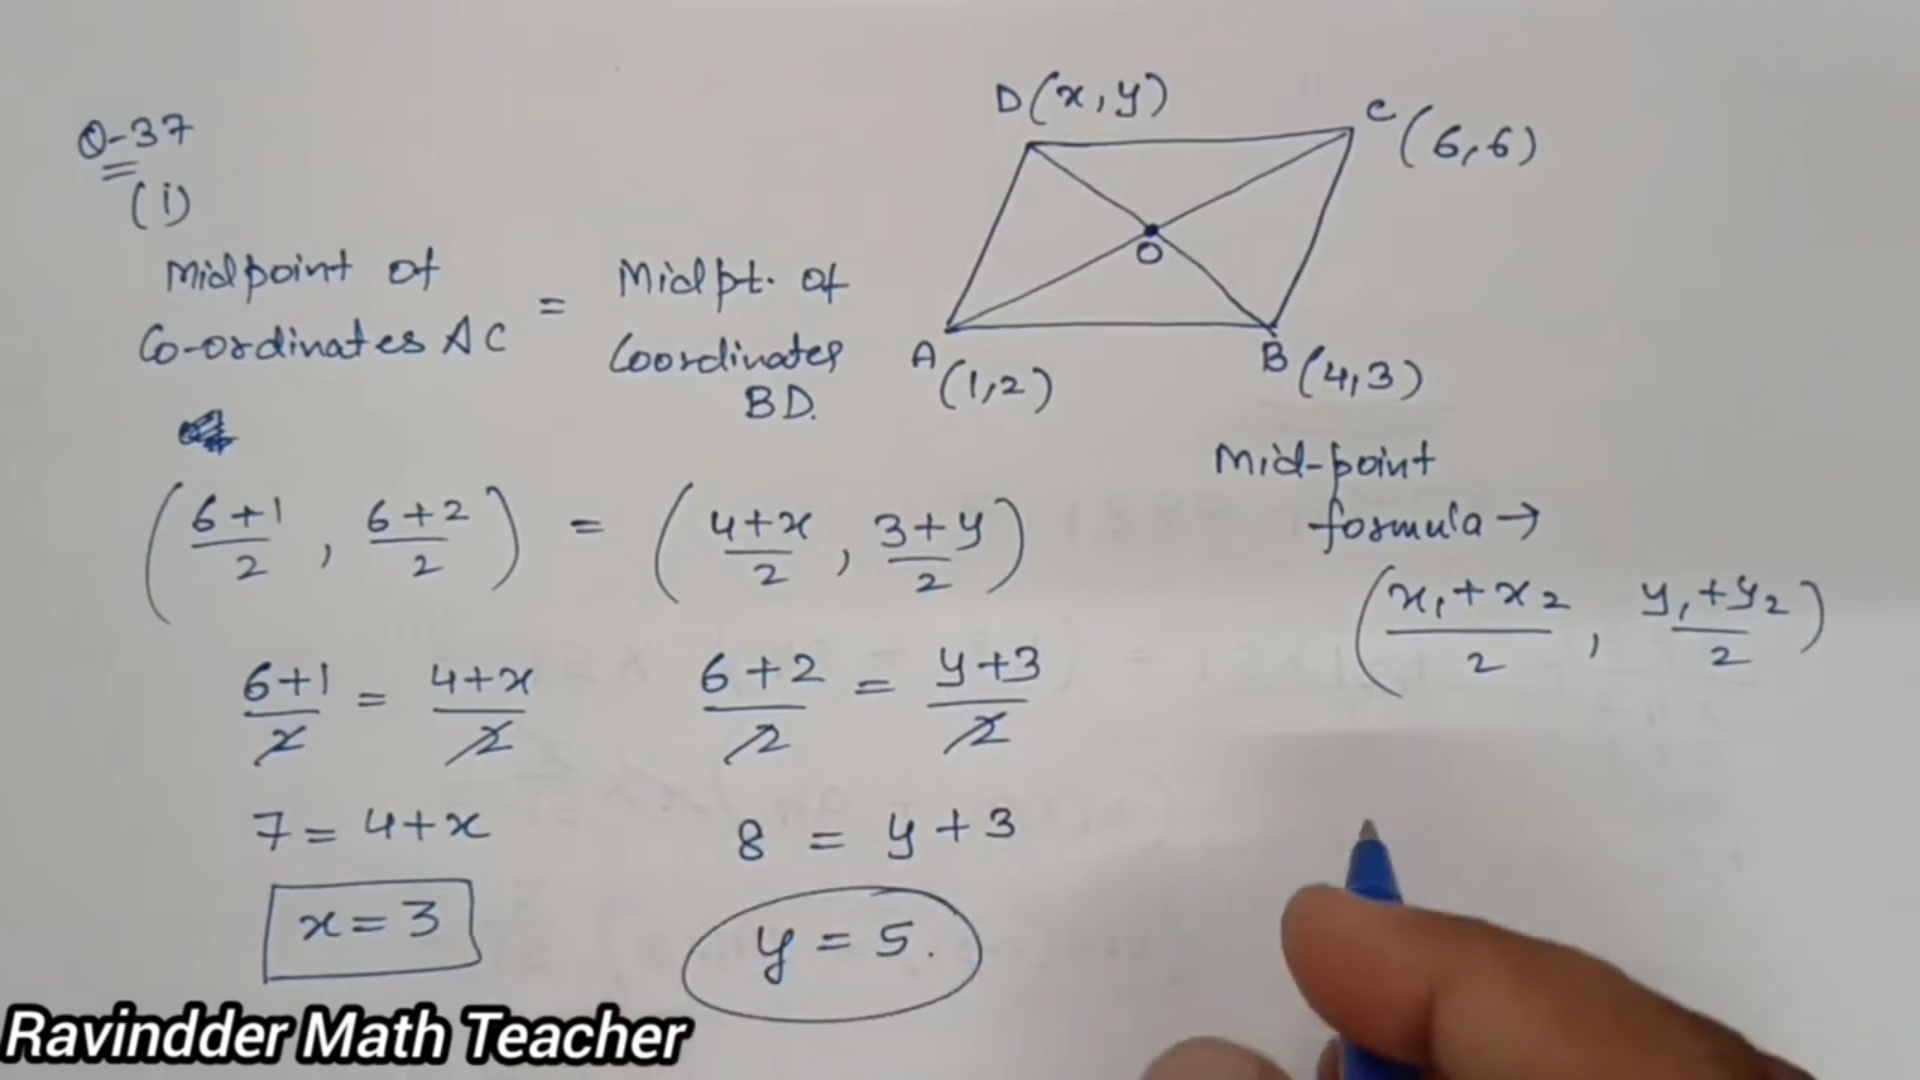 Q-37
(i)
Midpoint of Co-ordinates AC = Midpt. of Coordinates BD.
D(x,y)
C(6,6)
O
A(1,2)
B(4,3)
Mid-point
formula →
(x₁+x₂/2, y₁+y₂/2)
(6+1/2, 6+2/2) = (4+x/2, 3+y/2)
6+1/2 = 4+x/2
6+2/2 = y+3/2
7 = 4+x
8 = y+3
x = 3
y = 5.
Ravindder Math Teacher